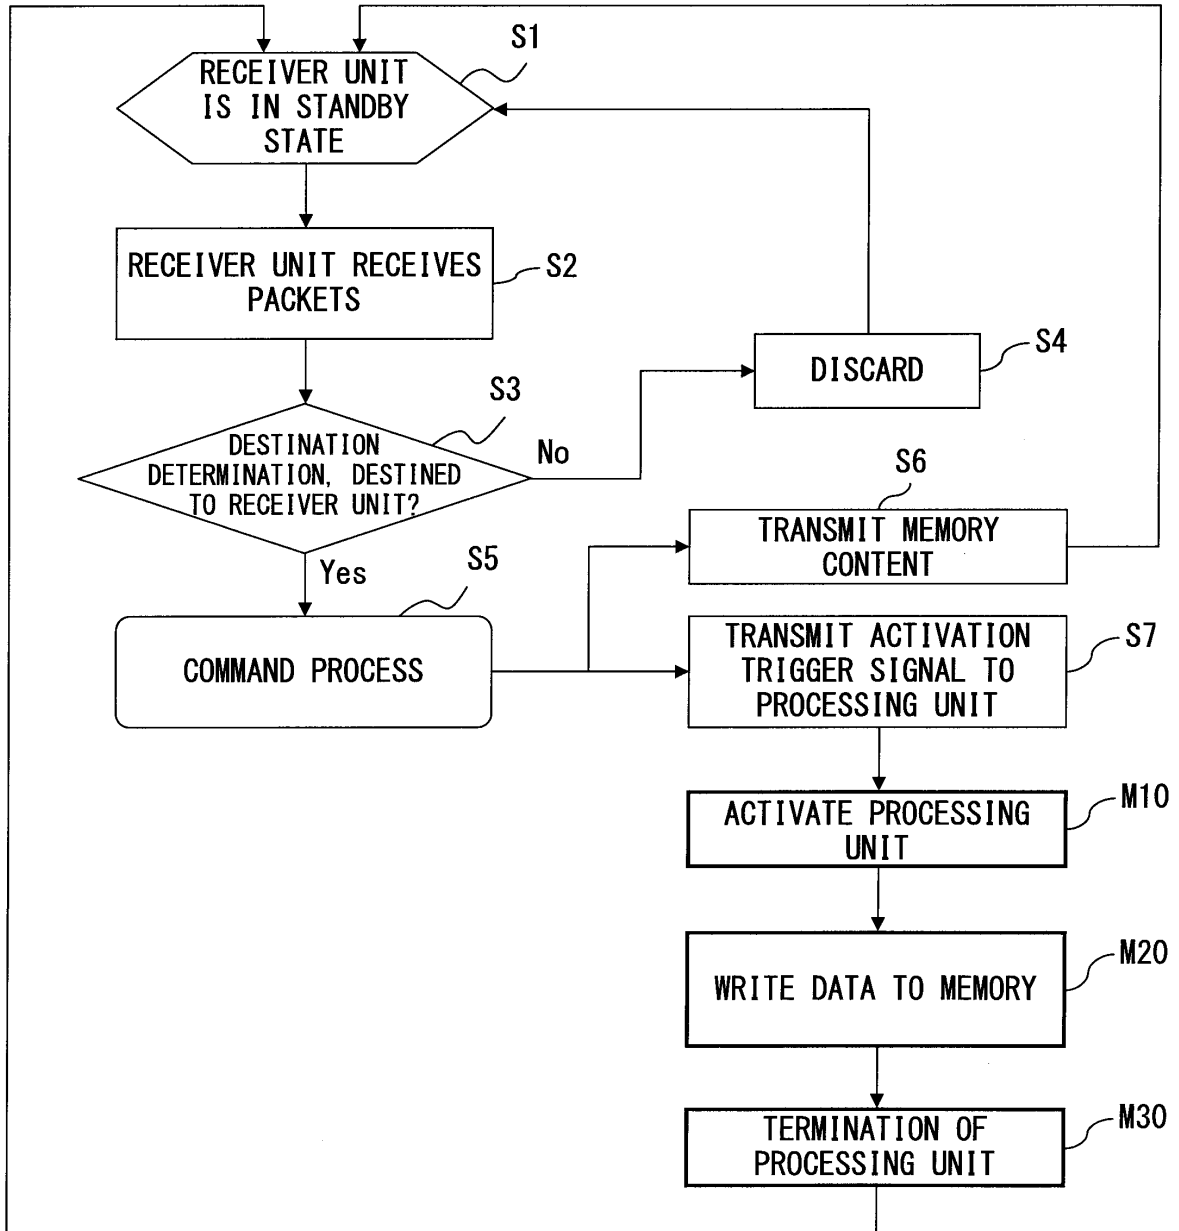 S1
RECEIVER UNIT
IS IN STANDBY
STATE
RECEIVER UNIT RECEIVES
PACKETS
S2
S4
DISCARD
S3
DESTINATION
DETERMINATION, DESTINED
TO RECEIVER UNIT?
No
Yes
S6
TRANSMIT MEMORY
CONTENT
S5
COMMAND PROCESS
TRANSMIT ACTIVATION
TRIGGER SIGNAL TO
PROCESSING UNIT
S7
ACTIVATE PROCESSING
UNIT
M10
WRITE DATA TO MEMORY
M20
TERMINATION OF
PROCESSING UNIT
M30